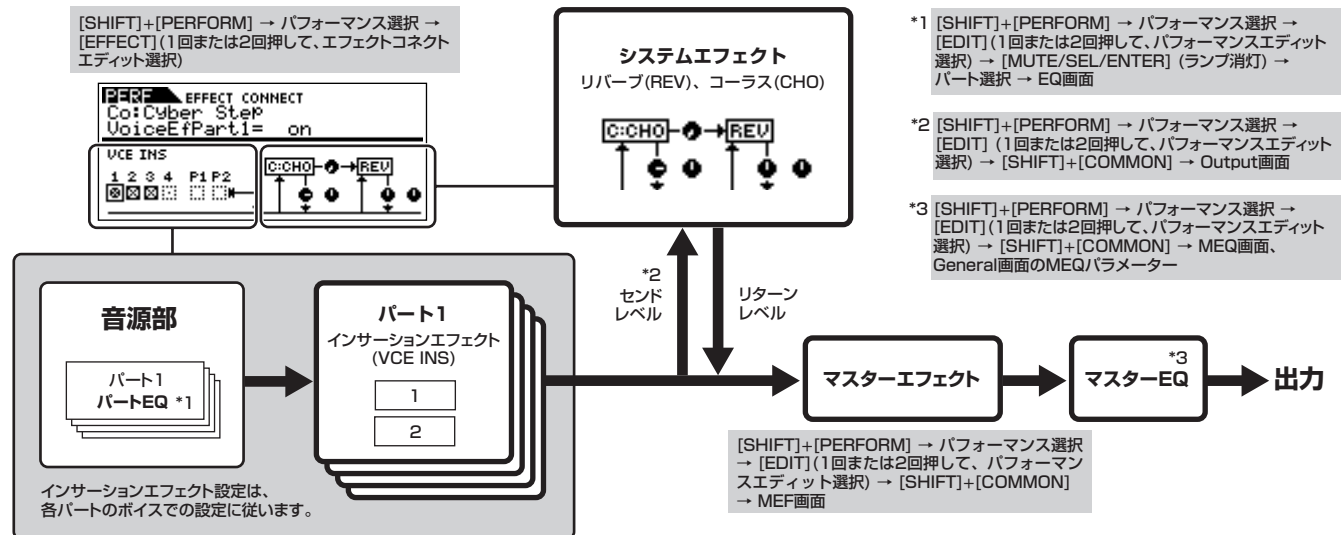 [SHIFT]+[PERFORM] → パフォーマンス選択 →
[EFFECT](1回または2回押して、エフェクトコネクト
エディット選択)
PERF EFFECT CONNECT
Co:Cyber Step
VoiceEfPart1= on
VCE INS
1 2 3 4 P1 P2
C:CHO REV
システムエフェクト
リバーブ(REV)、コーラス(CHO)
C:CHO REV
*1 [SHIFT]+[PERFORM] → パフォーマンス選択 →
[EDIT](1回または2回押して、パフォーマンスエディット
選択) → [MUTE/SEL/ENTER] (ランプ消灯) →
パート選択 → EQ画面
*2 [SHIFT]+[PERFORM] → パフォーマンス選択 →
[EDIT] (1回または2回押して、パフォーマンスエディット
選択) → [SHIFT]+[COMMON] → Output画面
*3 [SHIFT]+[PERFORM] → パフォーマンス選択 →
[EDIT](1回または2回押して、パフォーマンスエディット
選択) → [SHIFT]+[COMMON] → MEQ画面、
General画面のMEQパラメーター
音源部
パート1
パートEQ *1
パート1
インサーションエフェクト
(VCE INS)
1
2
インサーションエフェクト設定は、
各パートのボイスでの設定に従います。
*2
センド
レベル
リターン
レベル
マスターエフェクト
*3
マスターEQ
出力
[SHIFT]+[PERFORM] → パフォーマンス選択
→ [EDIT](1回または2回押して、パフォーマン
スエディット選択) → [SHIFT]+[COMMON]
→ MEF画面